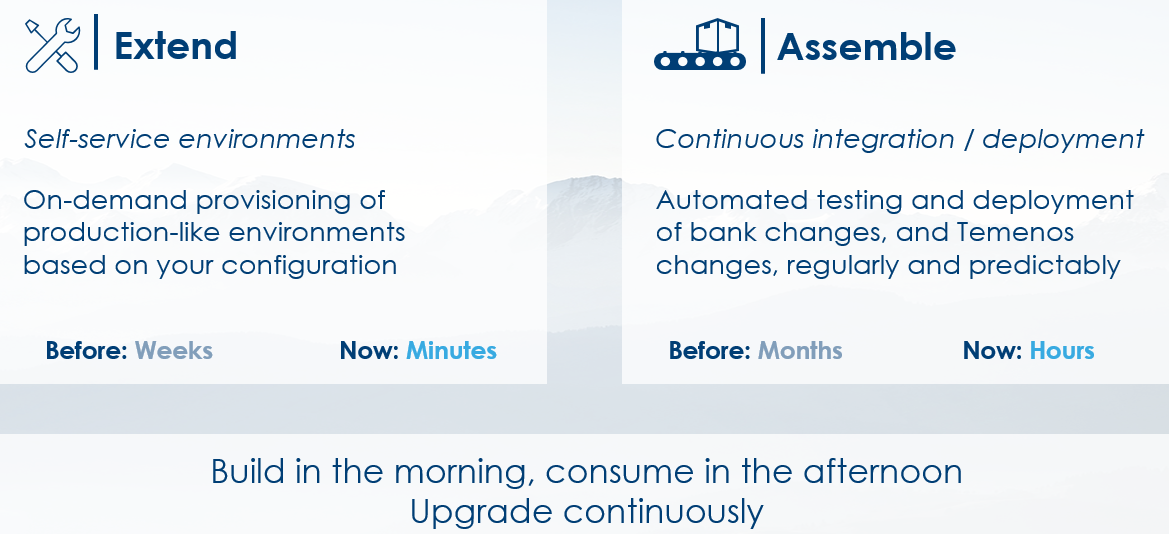 Extend
Self-service environments
On-demand provisioning of
production-like environments
based on your configuration
Before: Weeks
Now: Minutes
Assemble
Continuous integration / deployment
Automated testing and deployment
of bank changes, and Temenos
changes, regularly and predictably
Before: Months
Now: Hours
Build in the morning, consume in the afternoon
Upgrade continuously